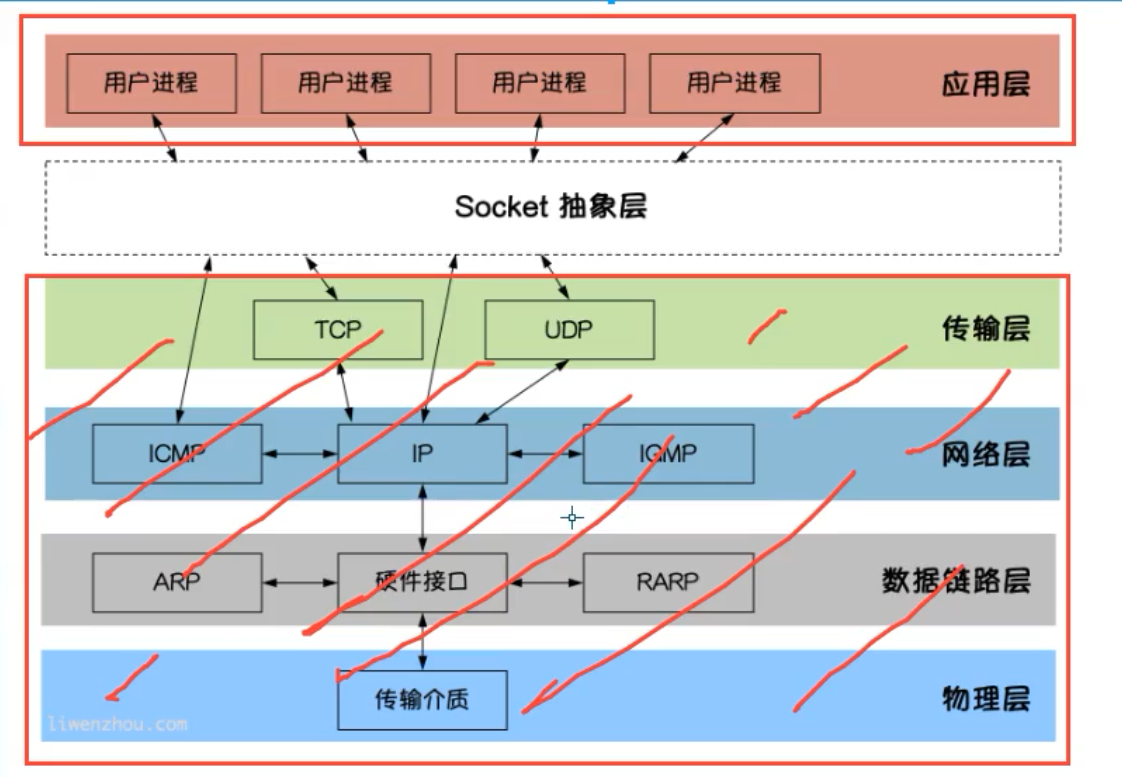 用户进程 用户进程 用户进程 用户进程 应用层
Socket 抽象层
TCP UDP 传输层
ICMP IP IGMP 网络层
ARP 硬件接口 RARP 数据链路层
传输介质 物理层
liwenzhou.com